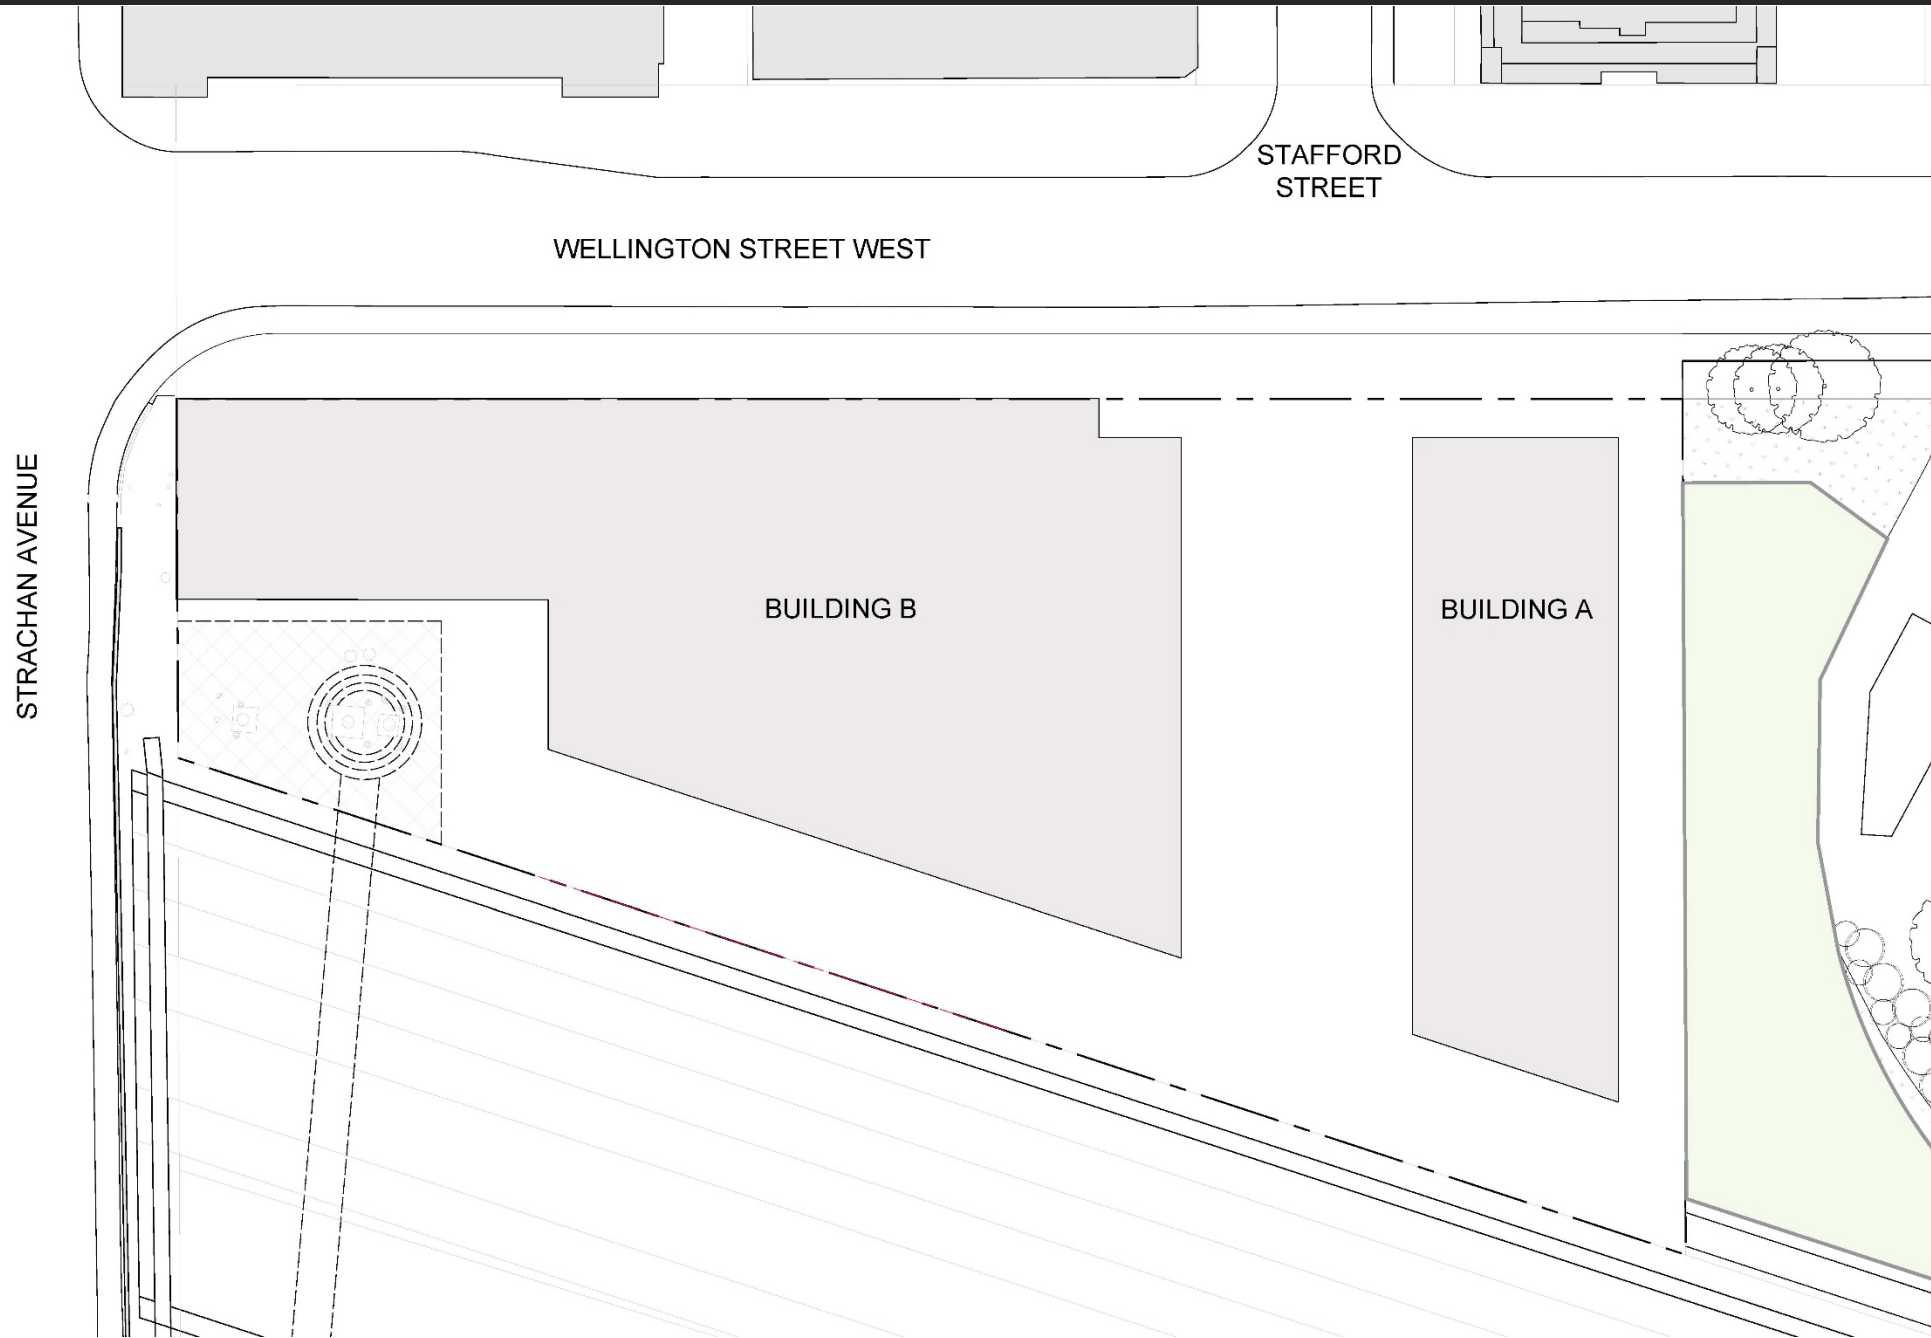 STAFFORD
STREET
WELLINGTON STREET WEST
STRACHAN AVENUE
BUILDING B
BUILDING A